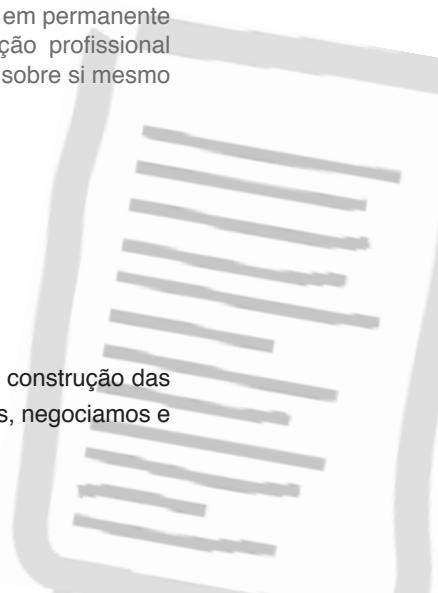 em permanente
ção profissional
sobre si mesmo
construção das
s, negociamos e